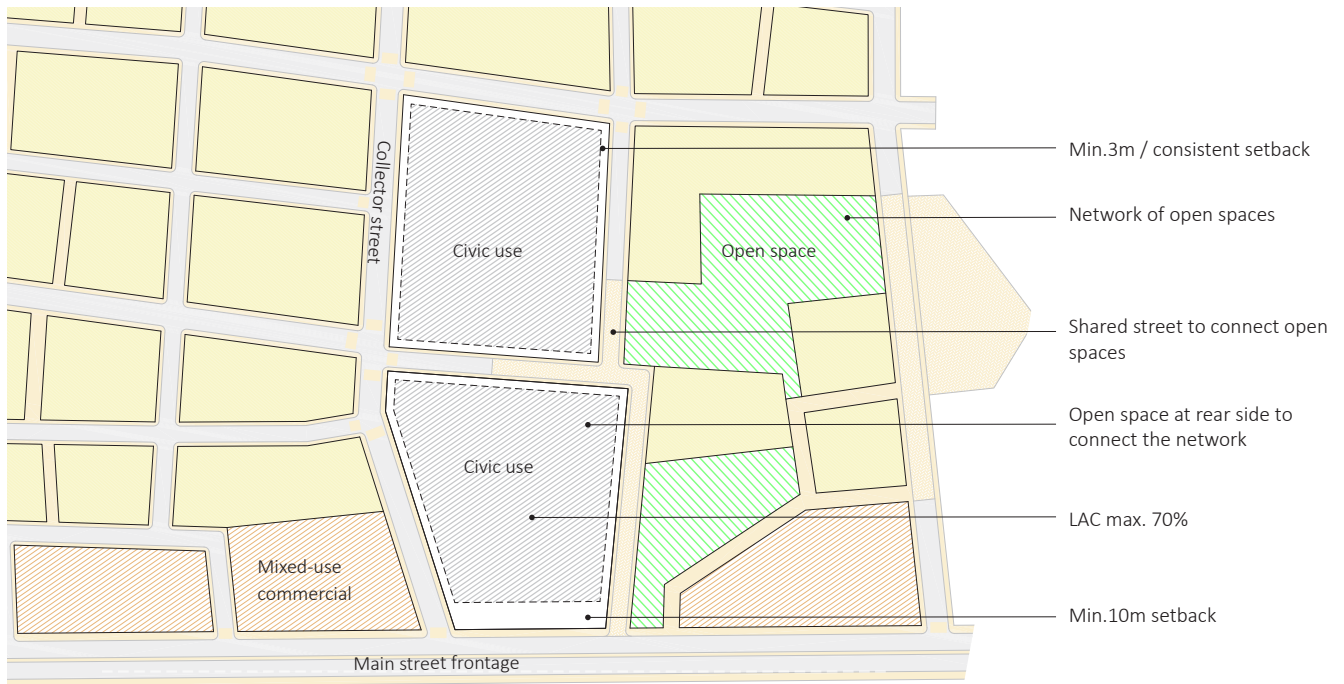 Min.3m / consistent setback
Collector street
Network of open spaces
Civic use
Open space
Shared street to connect open
spaces
Open space at rear side to
connect the network
Civic use
LAC max. 70%
Mixed-use
commercial
Min.10m setback
Main street frontage